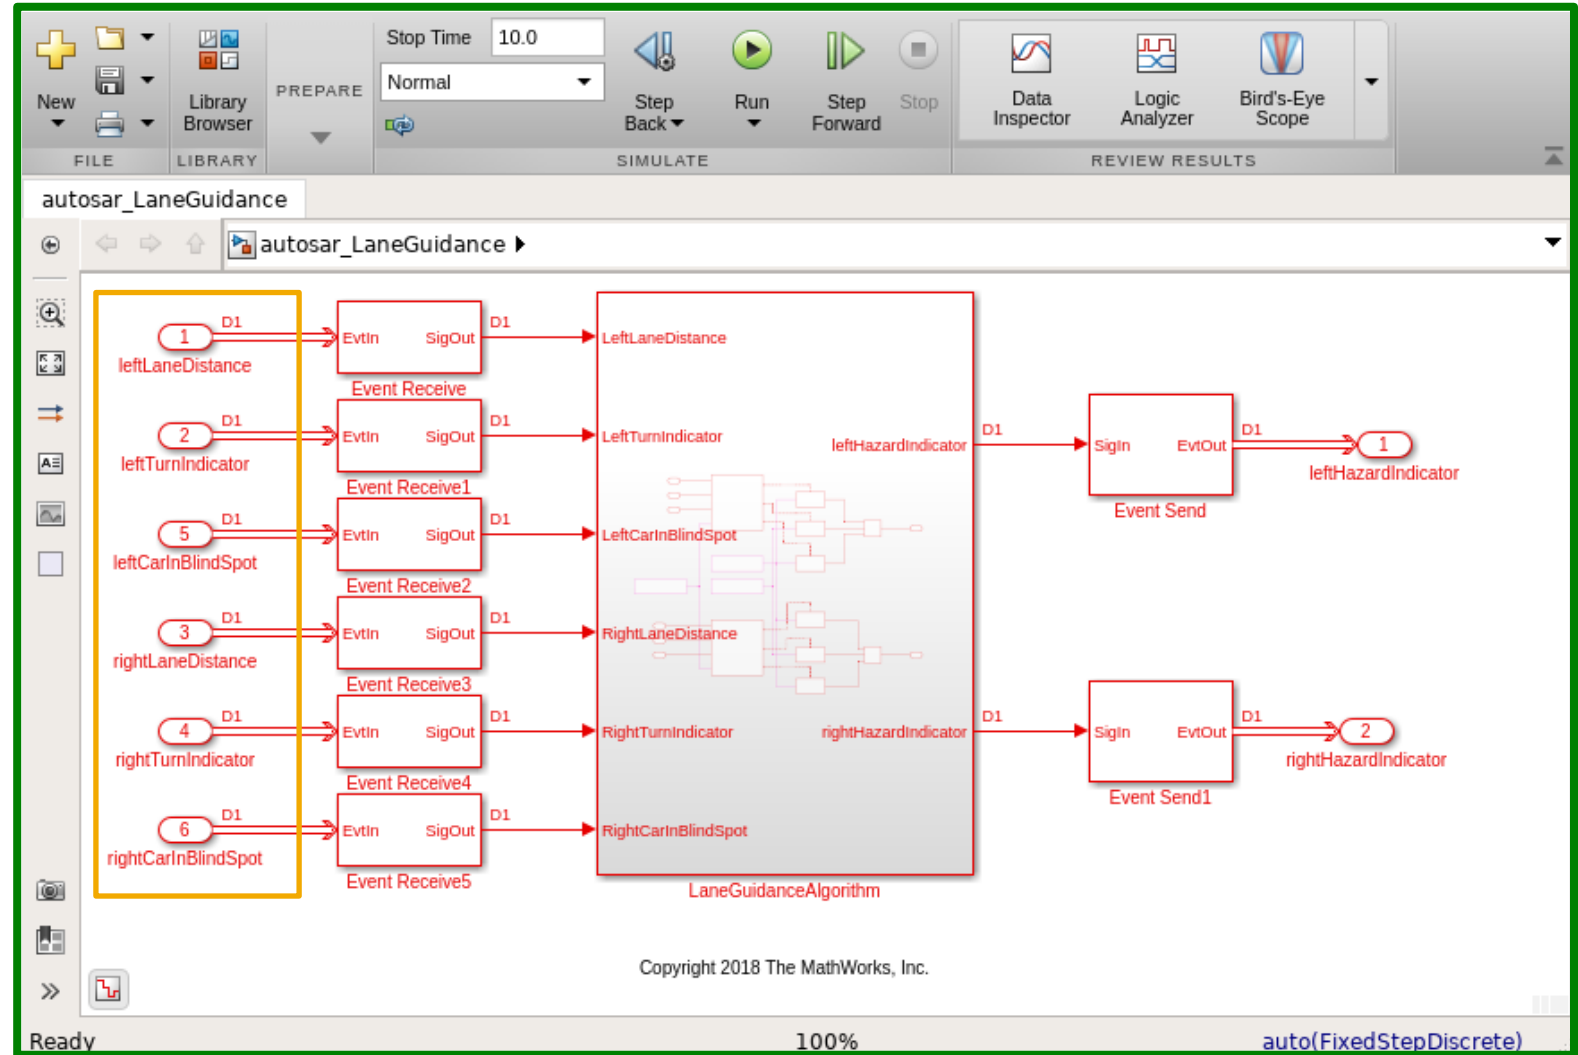 Stop Time 10.0
Normal
New
Library Browser
PREPARE
Step Back
Run
Step Forward
Stop
Data Inspector
Logic Analyzer
Bird's-Eye Scope
FILE LIBRARY SIMULATE REVIEW RESULTS
autosar_LaneGuidance
autosar_LaneGuidance
1 D1 EvtIn SigOut D1 LeftLaneDistance
leftLaneDistance
Event Receive
2 D1 EvtIn SigOut D1 LeftTurnIndicator
leftTurnIndicator
Event Receive1
5 D1 EvtIn SigOut D1 LeftCarInBlindSpot
leftCarInBlindSpot
Event Receive2
3 D1 EvtIn SigOut D1 RightLaneDistance
rightLaneDistance
Event Receive3
4 D1 EvtIn SigOut D1 RightTurnIndicator
rightTurnIndicator
Event Receive4
6 D1 EvtIn SigOut D1 RightCarInBlindSpot
rightCarInBlindSpot
Event Receive5
leftHazardIndicator D1 SigIn EvtOut D1 1
leftHazardIndicator
Event Send
rightHazardIndicator D1 SigIn EvtOut D1 2
rightHazardIndicator
Event Send1
LaneGuidanceAlgorithm
Copyright 2018 The MathWorks, Inc.
A
Ready 100% auto(FixedStepDiscrete)